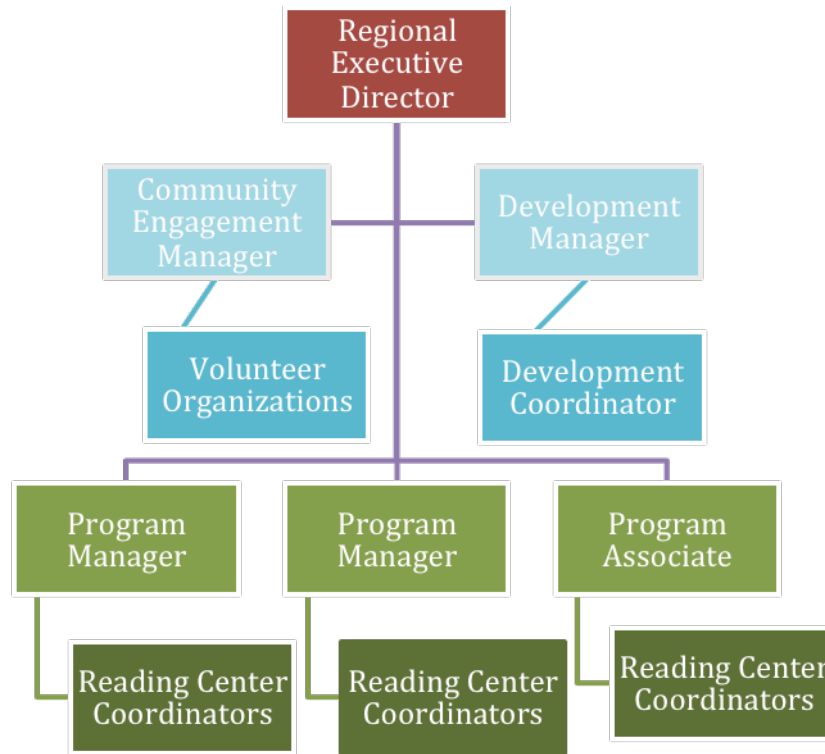 Regional
Executive
Director
Community
Engagement
Manager
Development
Manager
Volunteer
Organizations
Development
Coordinator
Program
Manager
Program
Manager
Program
Associate
Reading Center
Coordinators
Reading Center
Coordinators
Reading Center
Coordinators